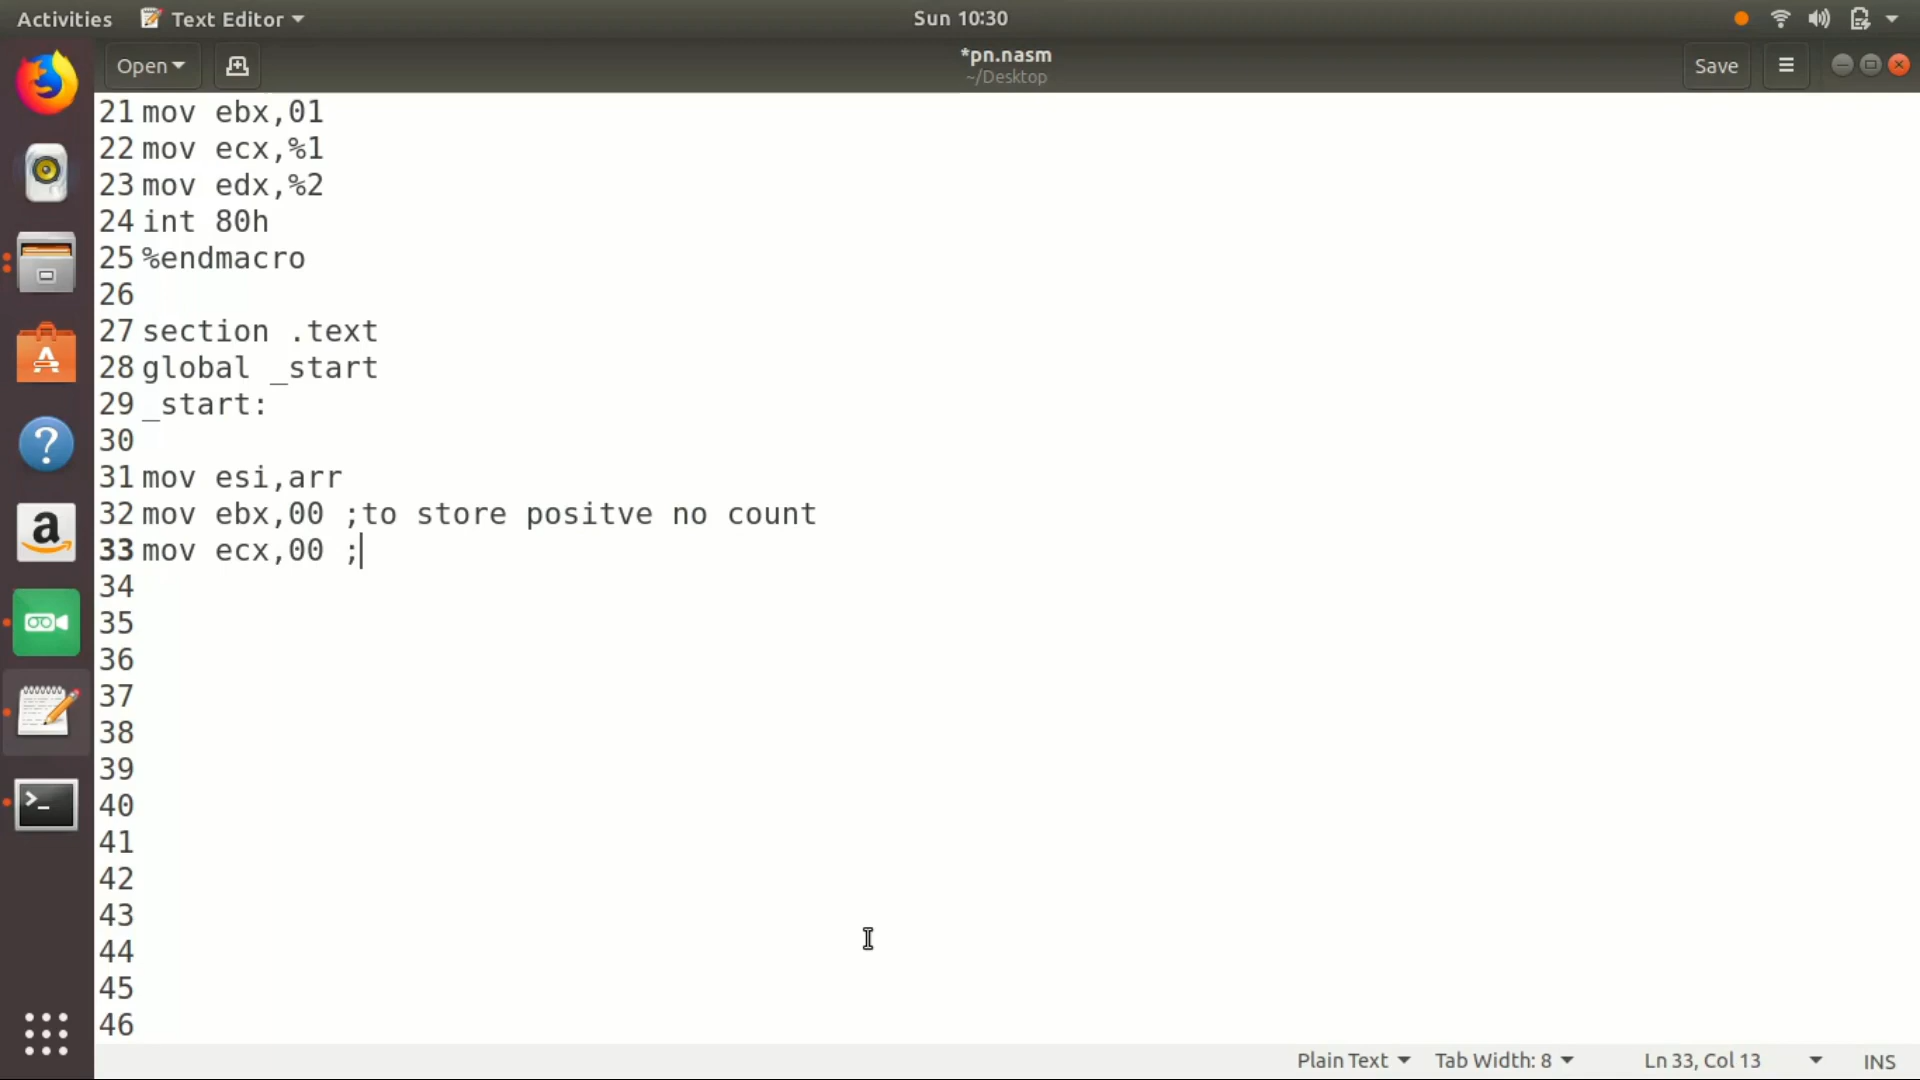 Activities Text Editor Sun 10:30
Open *pn.nasm Save
~/Desktop
21 mov ebx,01
22 mov ecx,%1
23 mov edx,%2
24 int 80h
25 %endmacro
26
27 section .text
28 global _start
29 _start:
30
31 mov esi,arr
32 mov ebx,00 ;to store positve no count
33 mov ecx,00 ;
34
35
36
37
38
39
40
41
42
43
44
45
46
Plain Text Tab Width: 8 Ln 33, Col 13 INS